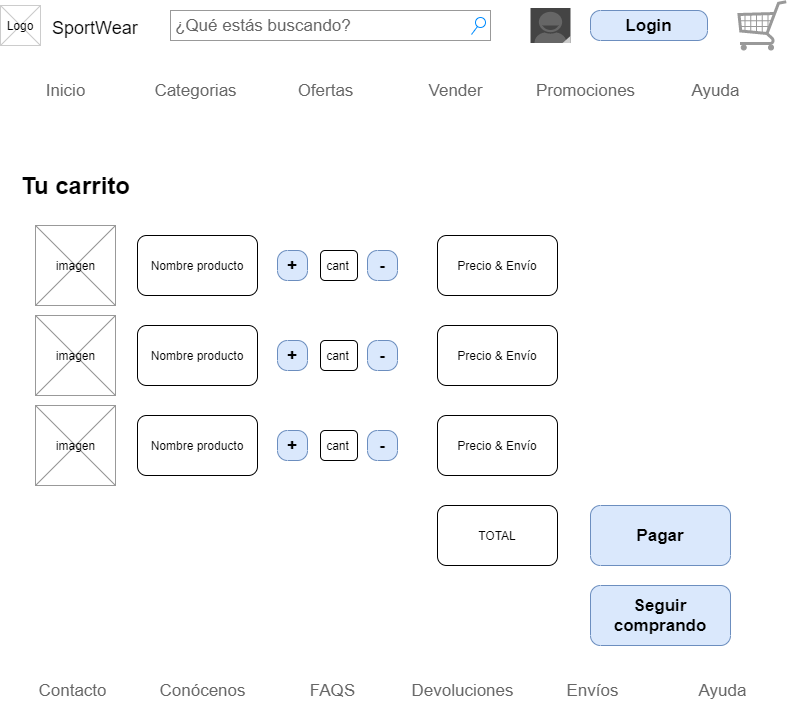 Logo SportWear ¿Qué estás buscando? Login
Inicio Categorias Ofertas Vender Promociones Ayuda
Tu carrito
imagen Nombre producto + cant - Precio & Envío
imagen Nombre producto + cant - Precio & Envío
imagen Nombre producto + cant - Precio & Envío
TOTAL Pagar
Seguir
comprando
Contacto Conócenos FAQS Devoluciones Envíos Ayuda